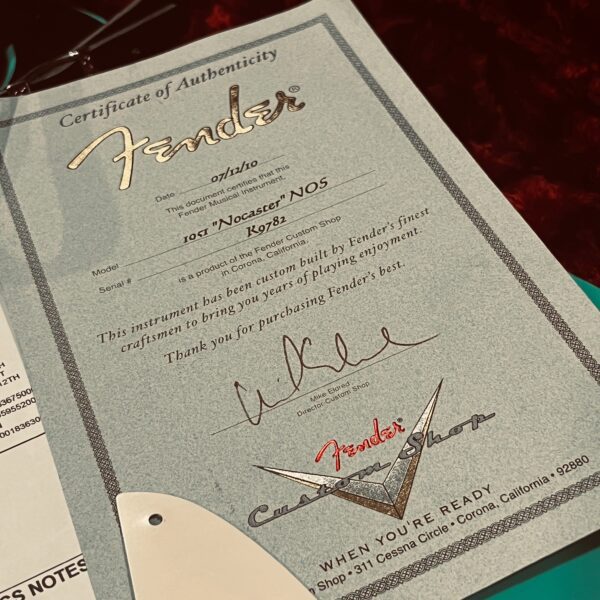 Certificate of Authenticity
Fender®
Date 07/12/10
This document certifies that this
Fender Musical Instrument,
Model 1951 "Nocaster" NOS
Serial # R9782
is a product of the Fender Custom Shop
in Corona, California.
This instrument has been custom built by Fender's finest
craftsmen to bring you years of playing enjoyment.
Thank you for purchasing Fender's best.
Mike Eldred
Director Custom Shop
Fender
Custom Shop
WHEN YOU'RE READY
Shop • 311 Cessna Circle • Corona, California • 92880
12TH
NOTES